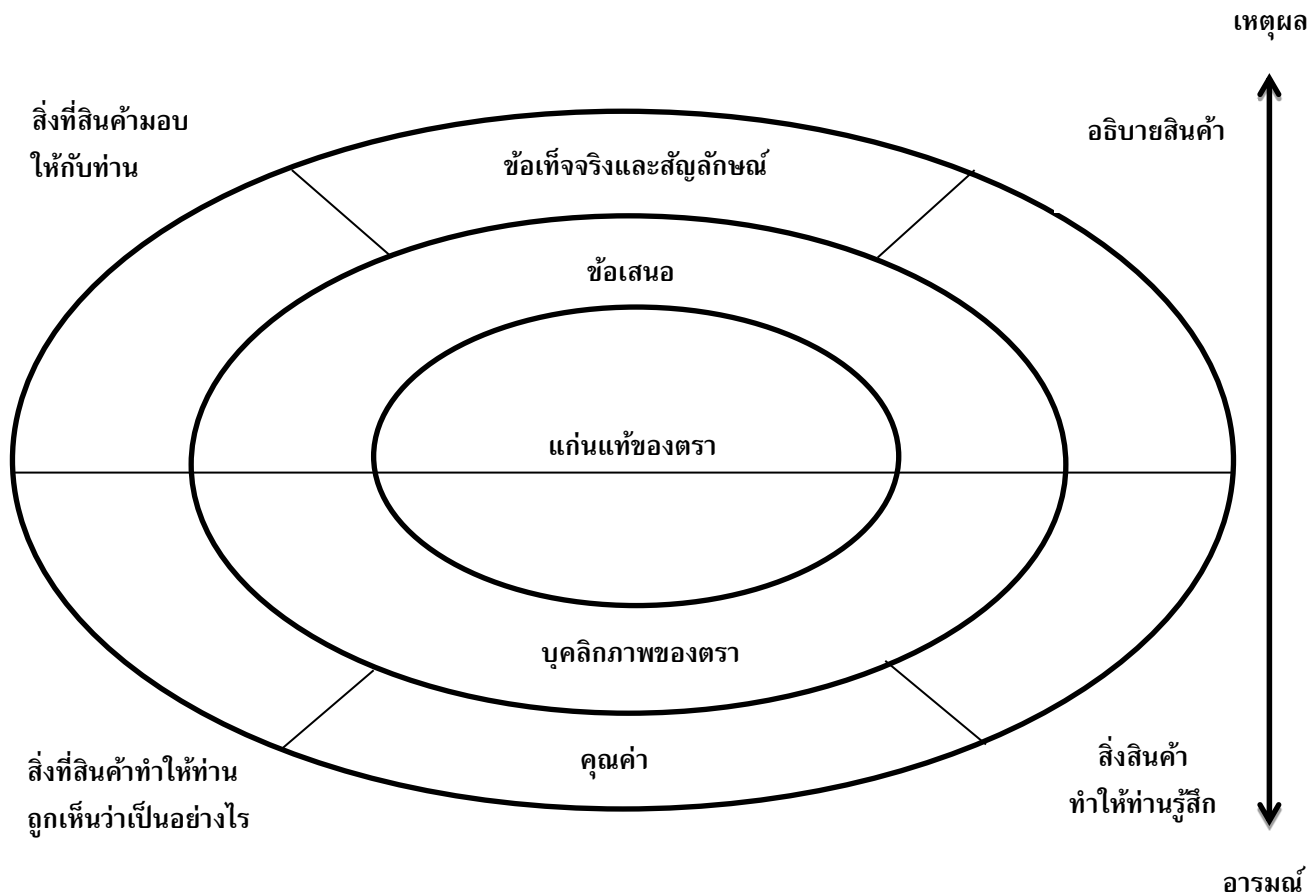 เหตุผล
สิ่งที่สินค้ามอบ
ให้กับท่าน
อธิบายสินค้า
ข้อเท็จจริงและสัญลักษณ์
ข้อเสนอ
แก่นแท้ของตรา
บุคลิกภาพของตรา
คุณค่า
สิ่งที่สินค้าทำให้ท่าน
ถูกเห็นว่าเป็นอย่างไร
สิ่งสินค้า
ทำให้ท่านรู้สึก
อารมณ์